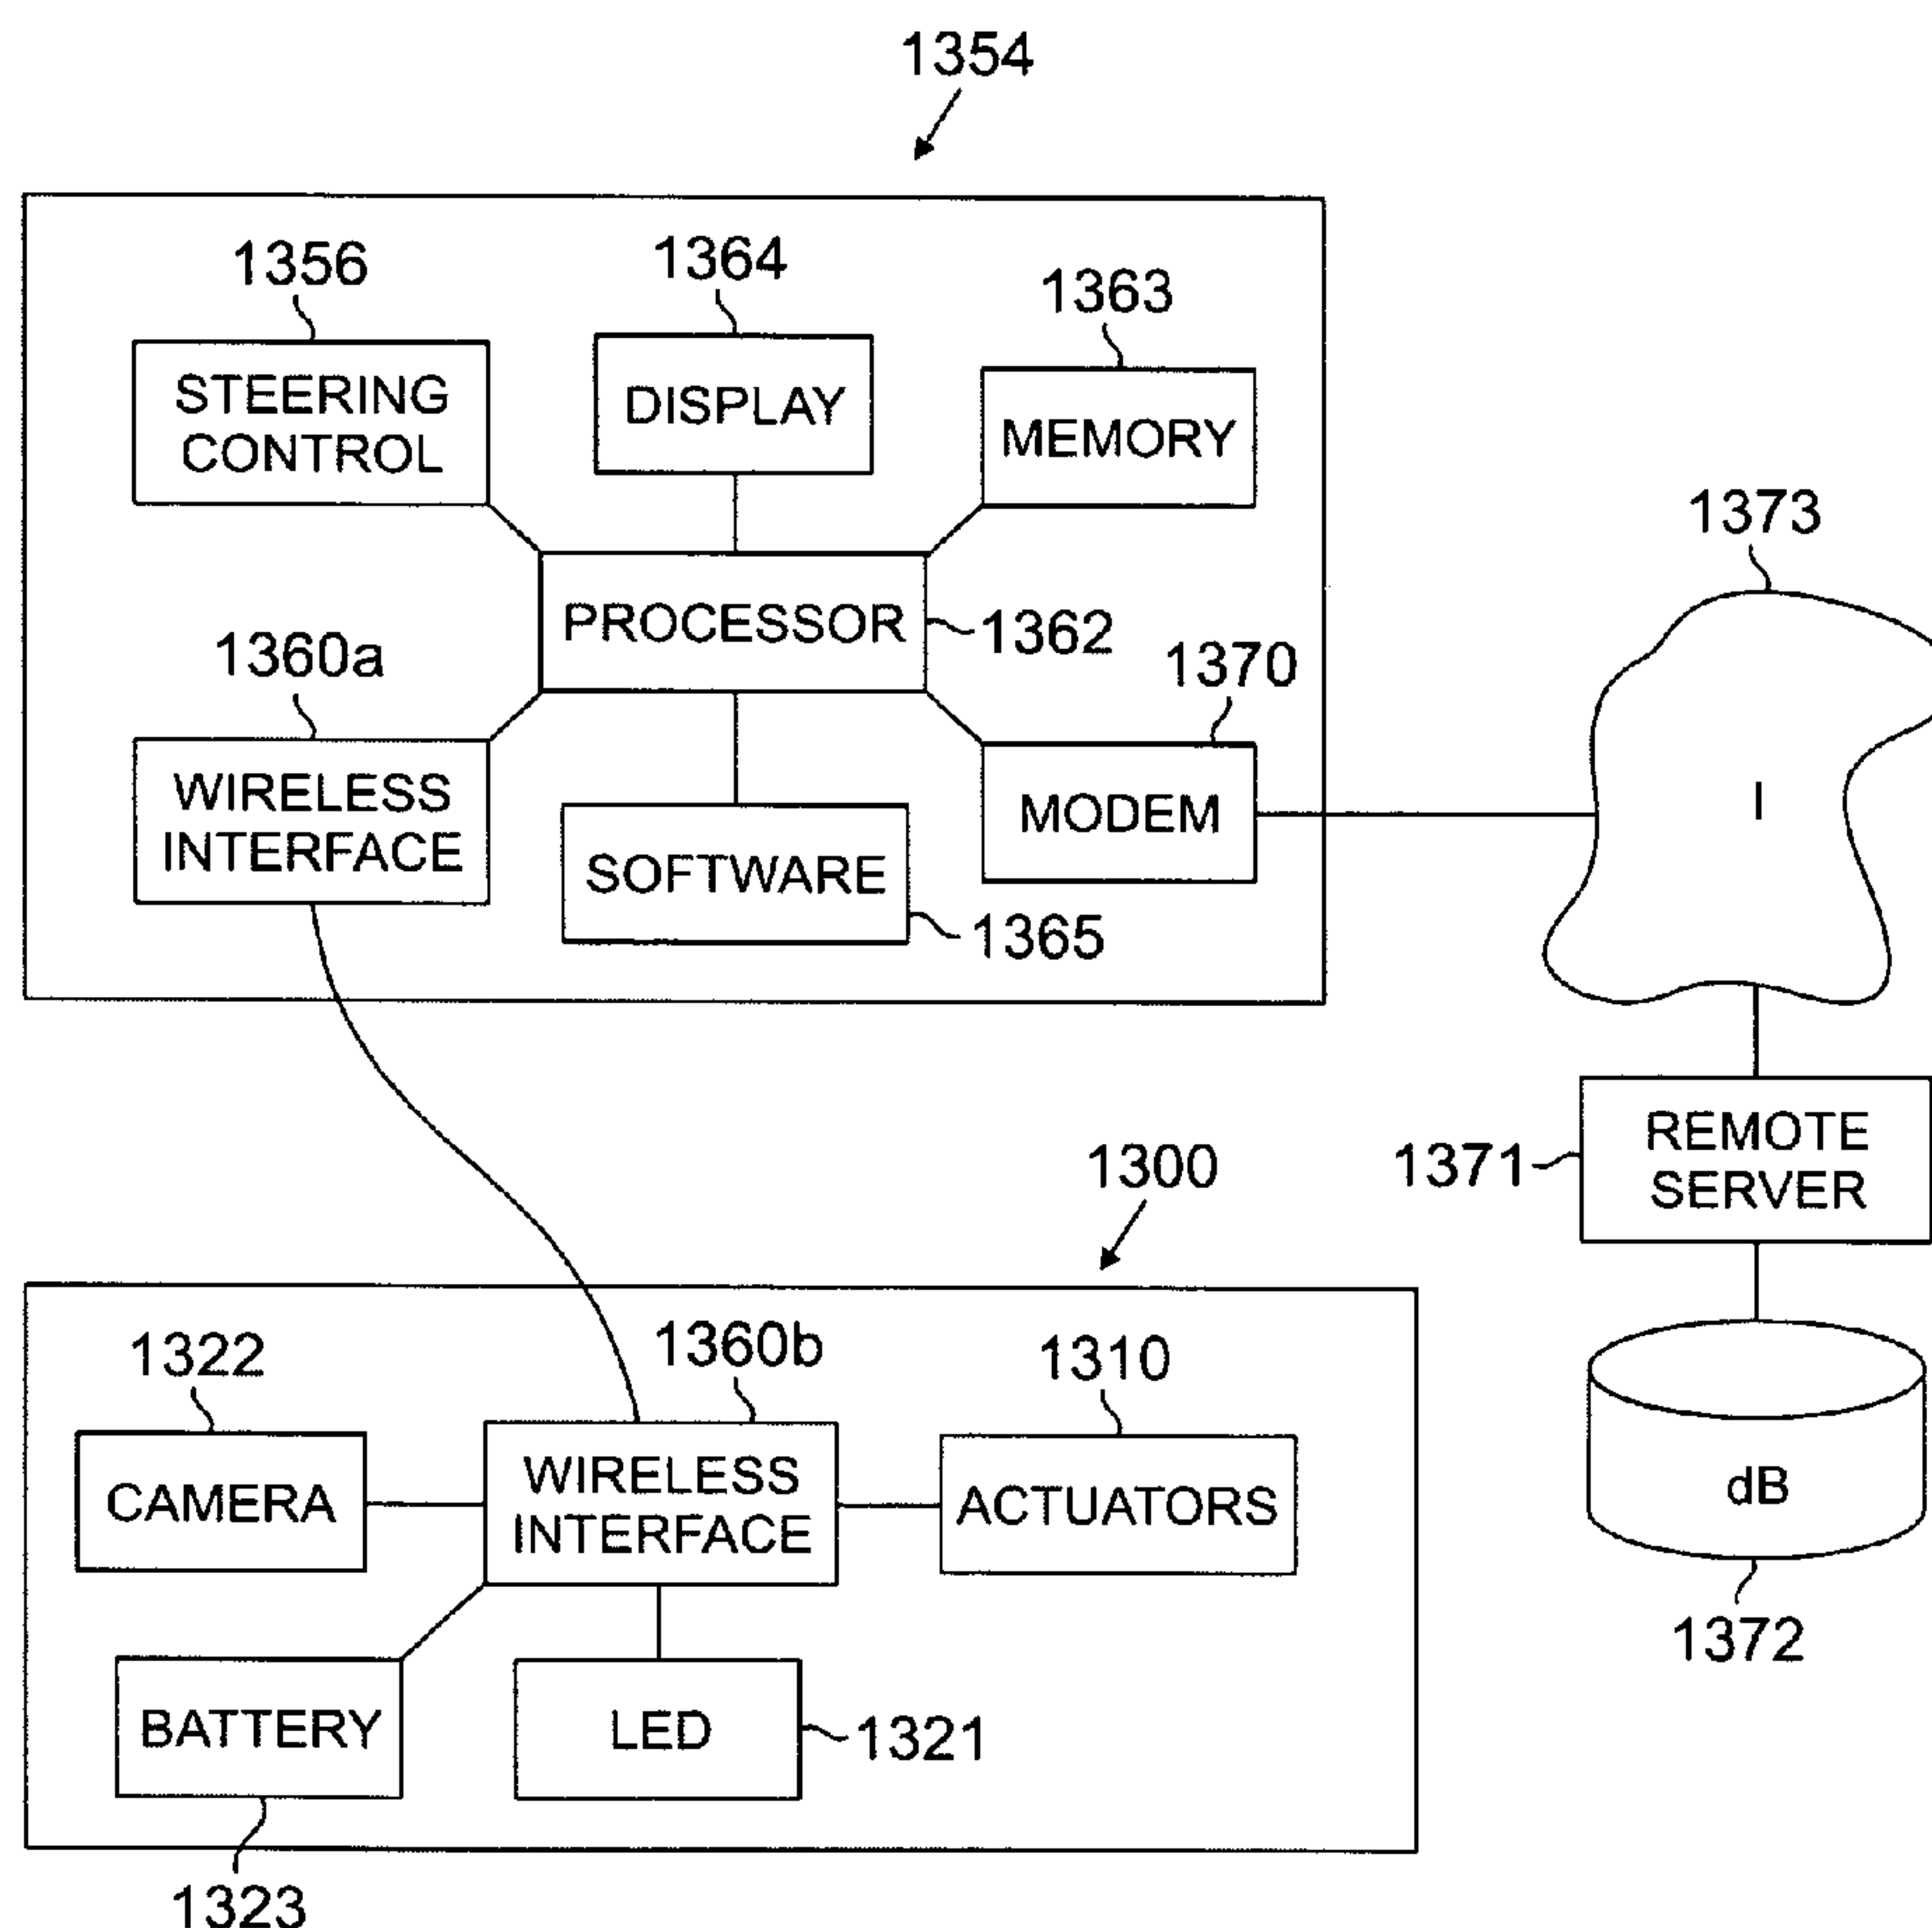 1354
1356
STEERING
CONTROL
1364
DISPLAY
1363
MEMORY
PROCESSOR
1362
1360a
WIRELESS
INTERFACE
SOFTWARE
1365
1370
MODEM
1373
I
1371
REMOTE
SERVER
dB
1372
1300
1322
CAMERA
1360b
WIRELESS
INTERFACE
1310
ACTUATORS
BATTERY
1323
LED
1321